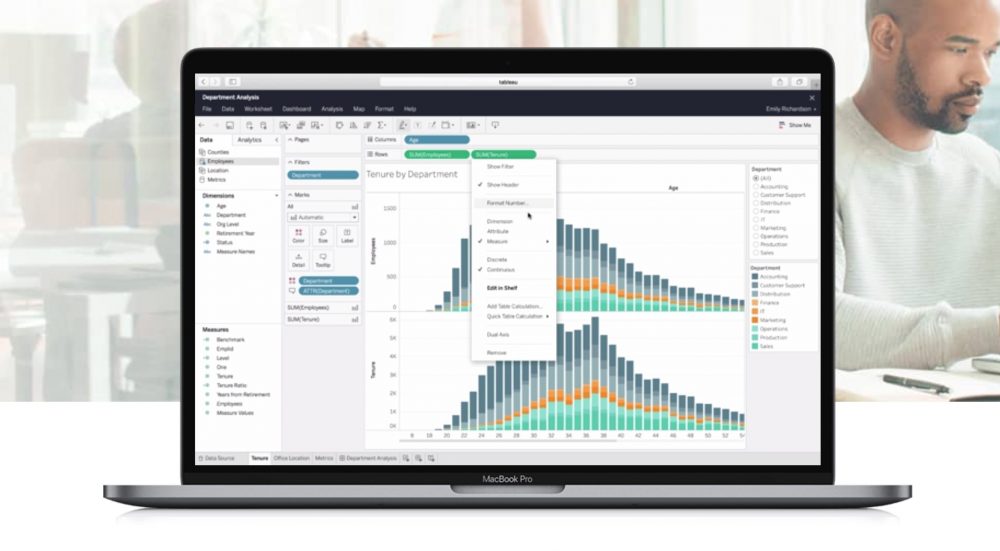 tableau
Department Analysis
File Data Worksheet Dashboard Analysis Map Format Help
Emily Richardson
Show Me
Data Analytics
Pages
Columns Age
Rows SUM(Employees) SUM(Tenure)
Counties
Employees
Location
Metrics
Filters
Department
Dimensions
Age
Department
Org Level
Retirement Year
Status
Measure Names
Marks
All
Automatic
Color Size Label
Detail Tooltip
Department
ATTR(Department)
SUM(Employees)
SUM(Tenure)
Measures
Benchmark
EmpId
Level
One
Tenure
Tenure Ratio
Years from Retirement
Employees
Measure Values
Tenure by Department
Age
Employees
1500
1000
500
0
Tenure
6K
5K
4K
3K
2K
1K
0K
18 20 22 24 26 28 30 32 34 36 38 40 42 44 46 48 50 52
Show Filter
Show Header
Format Number...
Dimension
Attribute
Measure
Discrete
Continuous
Edit in Shelf
Add Table Calculation...
Quick Table Calculation
Dual Axis
Remove
Department
(All)
Accounting
Customer Support
Distribution
Finance
IT
Marketing
Operations
Production
Sales
Department
Accounting
Customer Support
Distribution
Finance
IT
Marketing
Operations
Production
Sales
Data Source Tenure Office Location Metrics Department Analysis
MacBook Pro